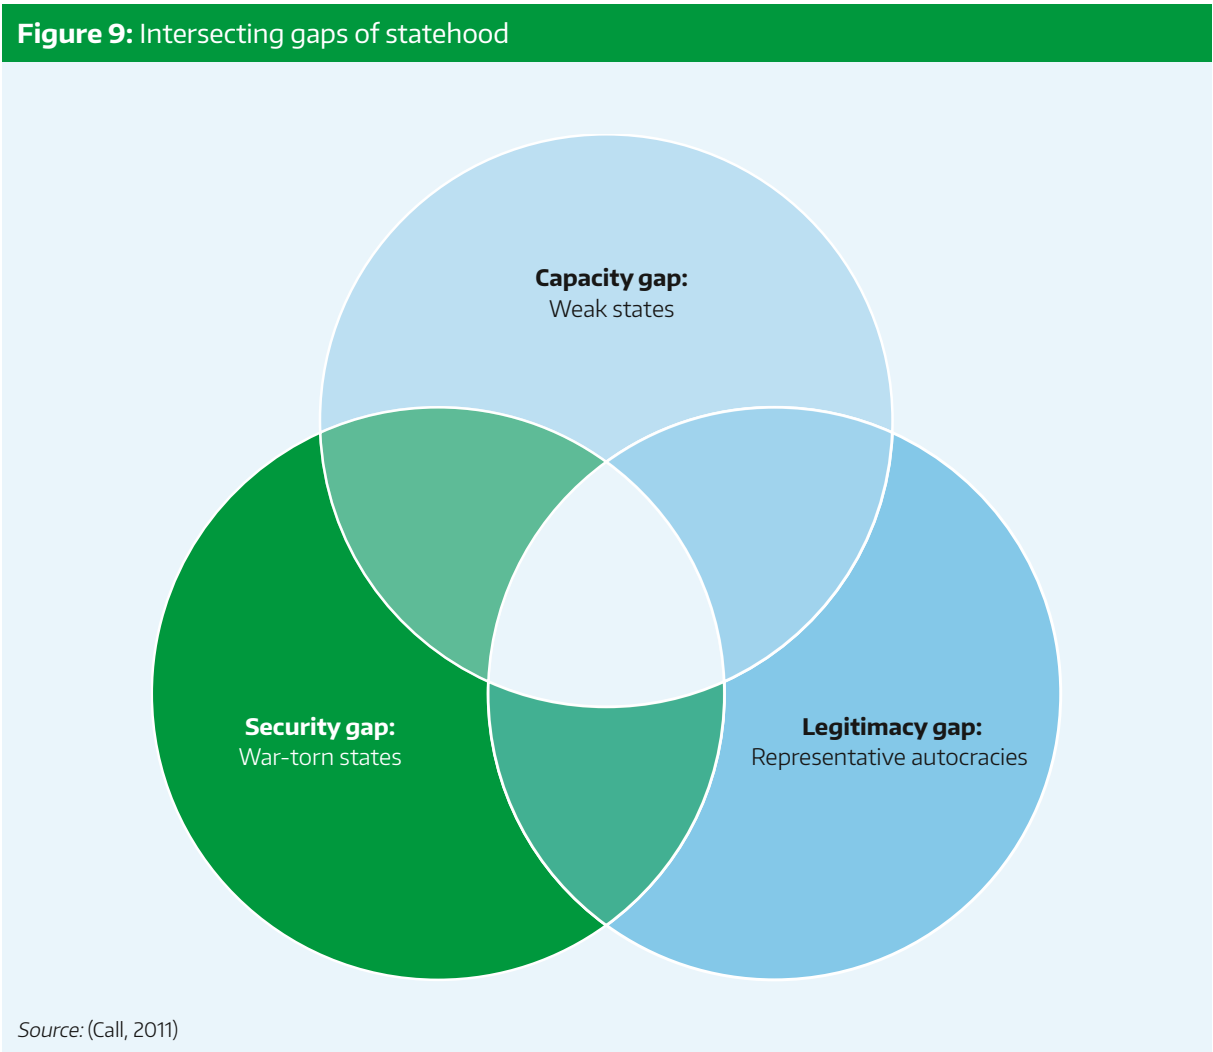 Figure 9: Intersecting gaps of statehood
Capacity gap:
Weak states
Security gap:
War-torn states
Legitimacy gap:
Representative autocracies
Source: (Call, 2011)